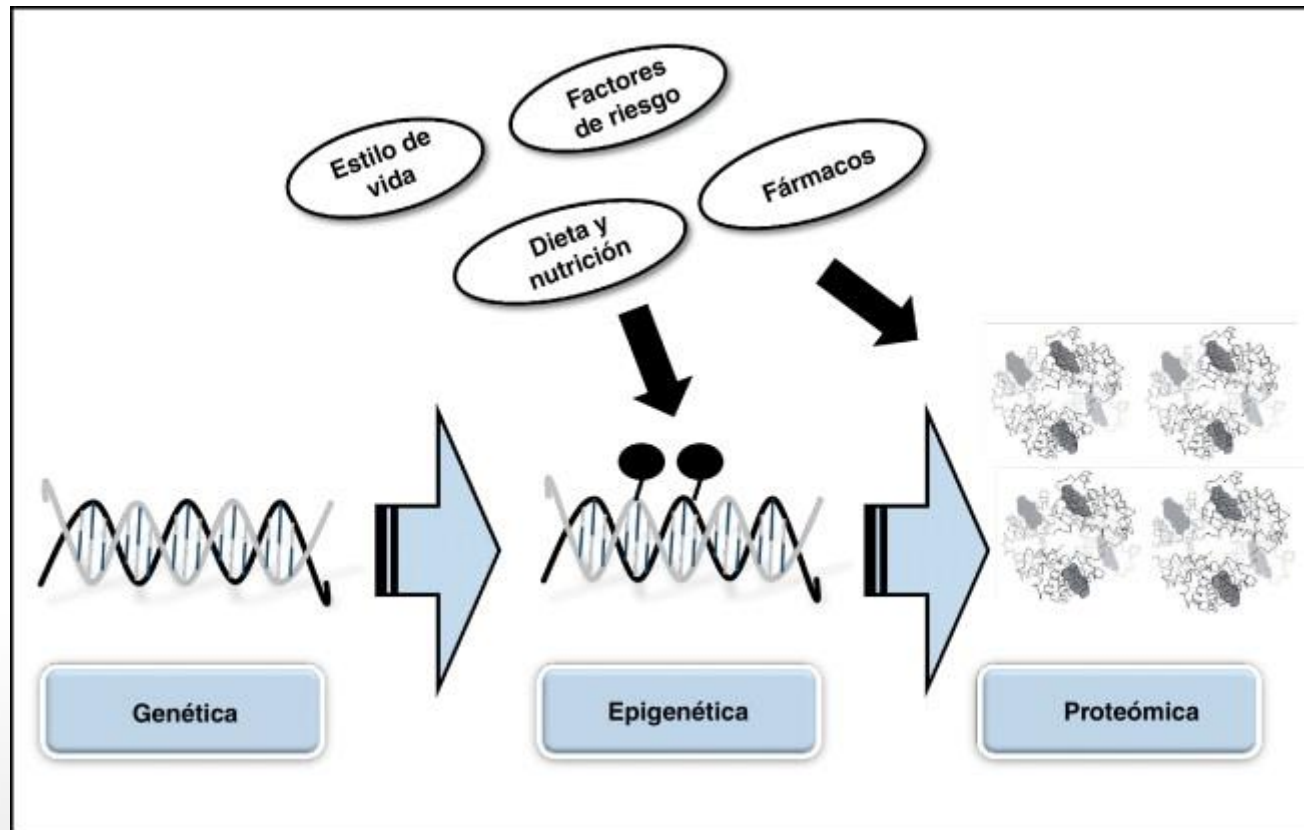 Factores
de riesgo
Estilo de
vida
Fármacos
Dieta y
nutrición
Genética
Epigenética
Proteómica